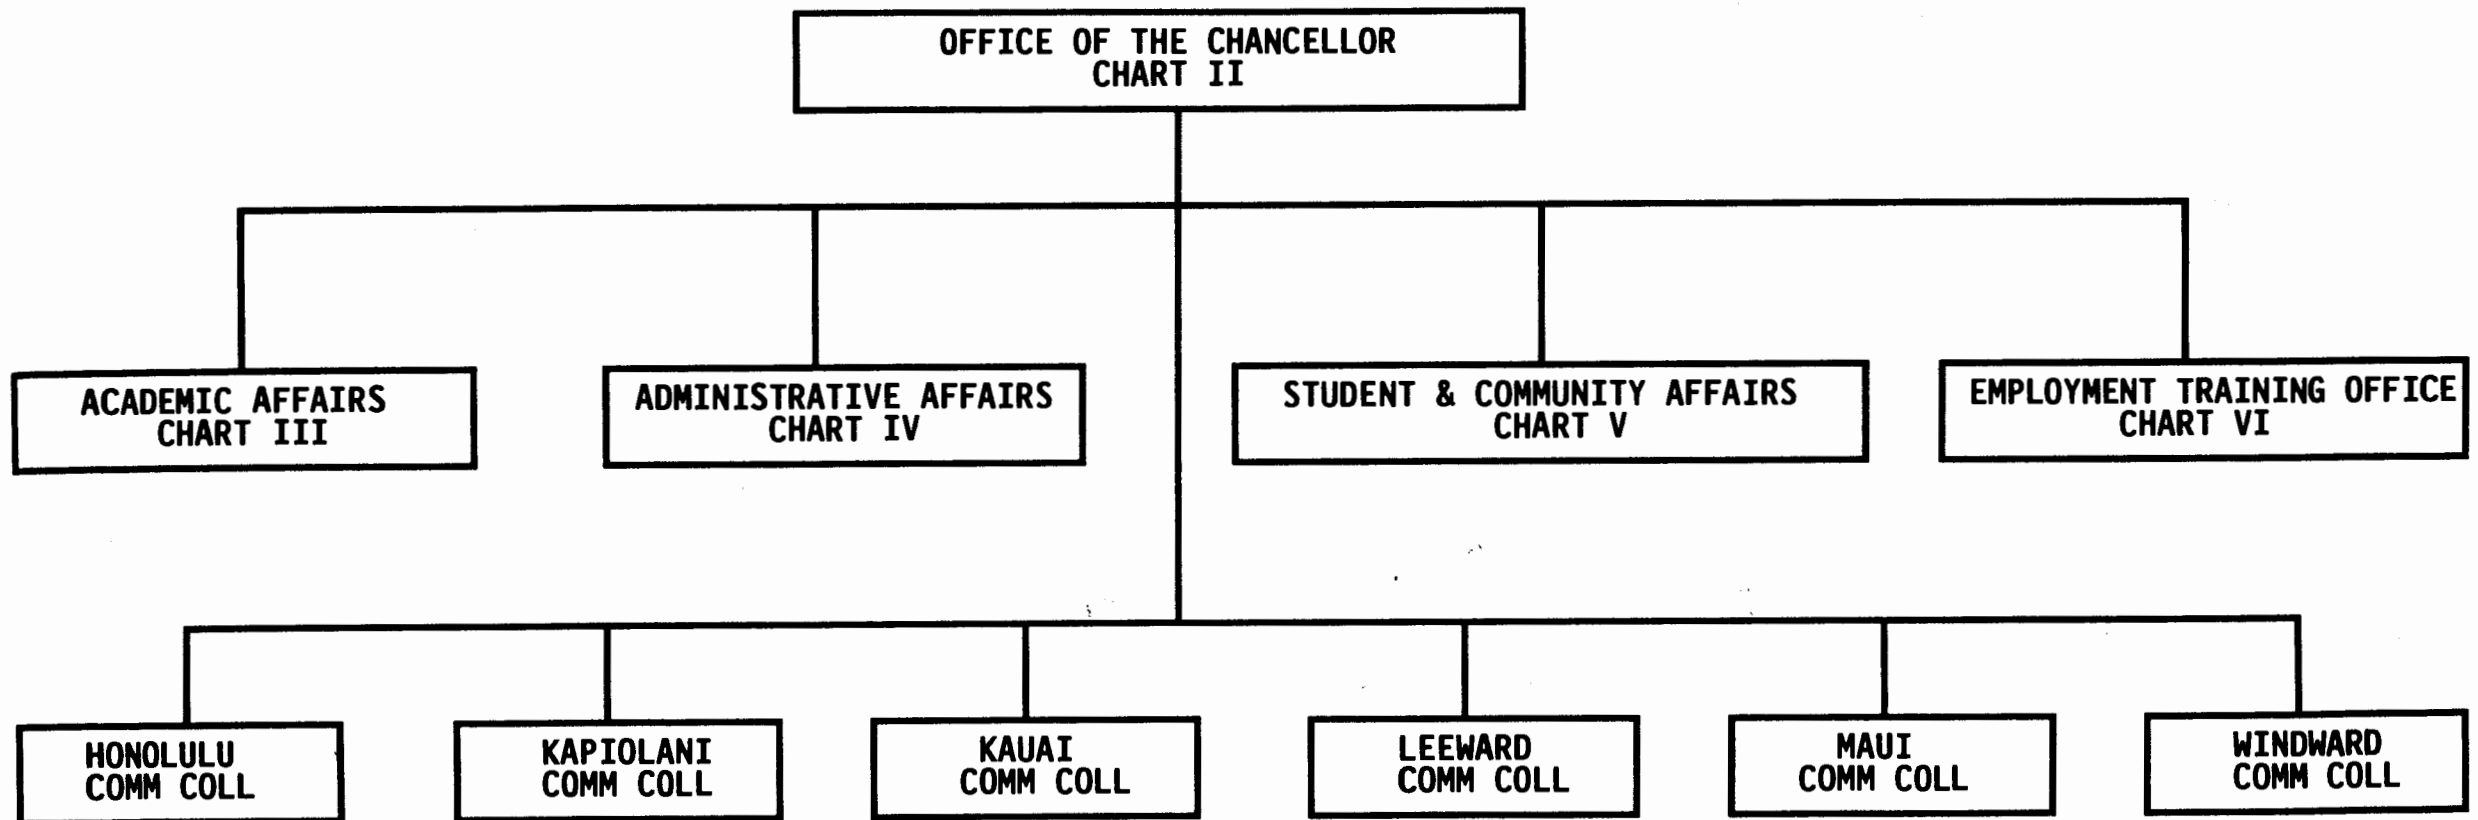 OFFICE OF THE CHANCELLOR
CHART II
ACADEMIC AFFAIRS
CHART III
ADMINISTRATIVE AFFAIRS
CHART IV
STUDENT & COMMUNITY AFFAIRS
CHART V
EMPLOYMENT TRAINING OFFICE
CHART VI
HONOLULU
COMM COLL
KAPIOLANI
COMM COLL
KAUAI
COMM COLL
LEEWARD
COMM COLL
MAUI
COMM COLL
WINDWARD
COMM COLL